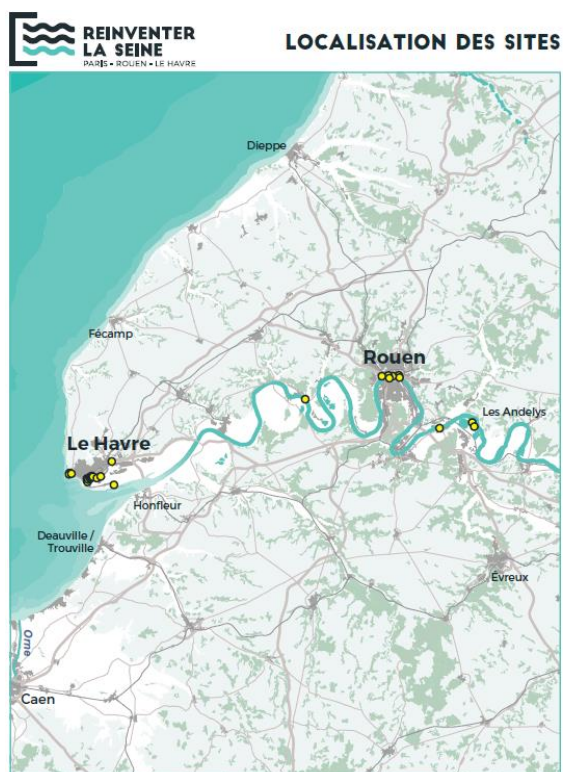 REINVENTER
LA SEINE
PARIS • ROUEN • LE HAVRE
LOCALISATION DES SITES
Dieppe
Fécamp
Rouen
Les Andelys
Le Havre
Honfleur
Deauville /
Trouville
Évreux
Orne
Caen